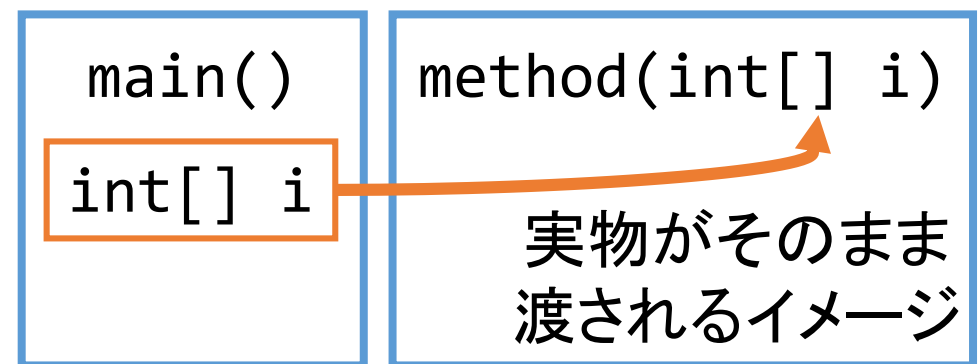 main()
int[] i
method(int[] i)
実物がそのまま
渡されるイメージ